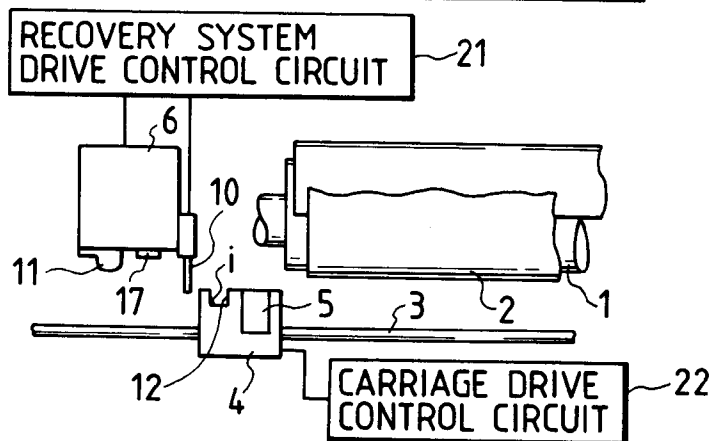 RECOVERY SYSTEM
DRIVE CONTROL CIRCUIT
21
6
10
11
17
i
5
3
2
1
12
4
CARRIAGE DRIVE
CONTROL CIRCUIT
22